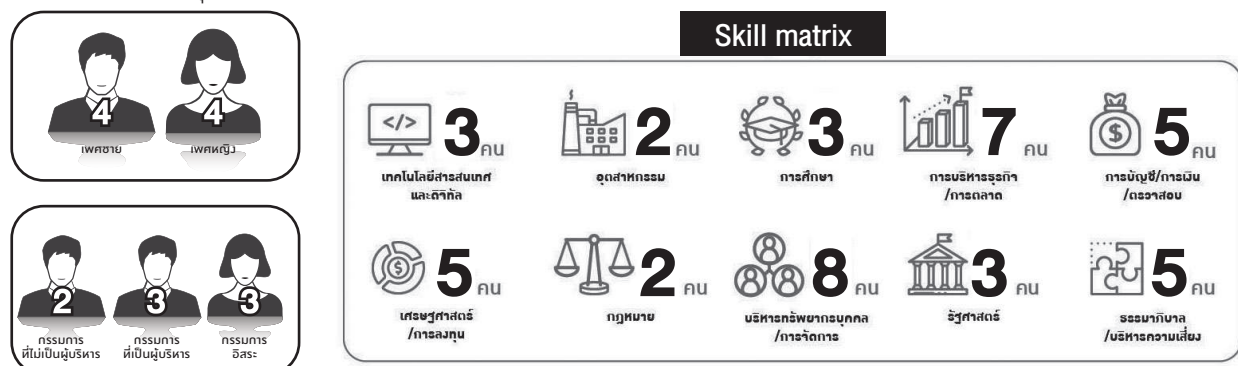 4
4
เพศชาย
เพศหญิง
2
3
3
กรรมการ
ที่ไม่เป็นผู้บริหาร
กรรมการ
ที่เป็นผู้บริหาร
กรรมการ
อิสระ
Skill matrix
</>
3 คน
เทคโนโลยีสารสนเทศ
และดิจิทัล
2 คน
อุตสาหกรรม
3 คน
การศึกษา
7 คน
การบริหารธุรกิจ
/การตลาด
$
5 คน
การบัญชี/การเงิน
/ตรวจสอบ
$
5 คน
เศรษฐศาสตร์
/การลงทุน
2 คน
กฎหมาย
8 คน
บริหารทรัพยากรบุคคล
/การจัดการ
3 คน
รัฐศาสตร์
5 คน
ธรรมาภิบาล
/บริหารความเสี่ยง